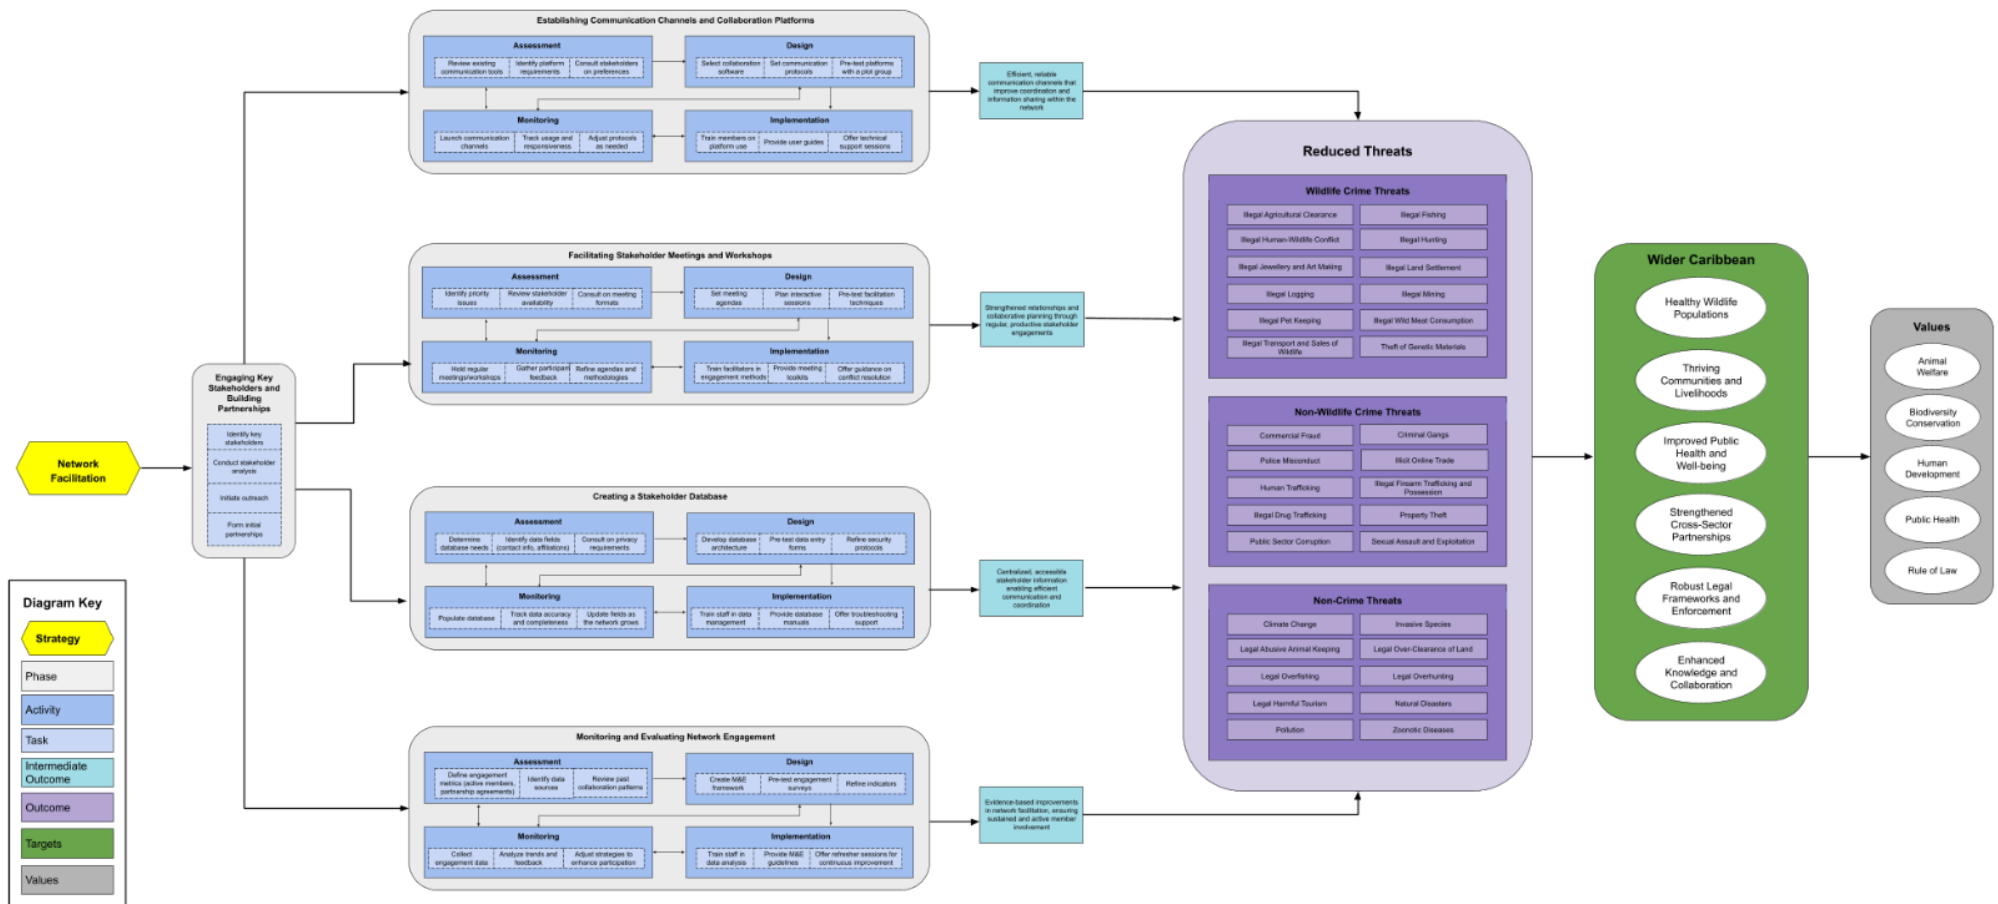 Establishing Communication Channels and Collaboration Platforms
Assessment
Review existing
communication tools
Identify platform
requirements
Consult stakeholders
on preferences
Design
Select collaboration
software
Set communication
protocols
Pre-test platforms
with a plot group
Monitoring
Launch communication
channels
Track usage and
responsiveness
Adjust protocols
as needed
Implementation
Train members on
platform use
Provide user guides
Offer technical
support sessions
Efficient, reliable
communication channels that
improve coordination and
information sharing within the
network
Facilitating Stakeholder Meetings and Workshops
Assessment
Identify priority
issues
Review stakeholder
availability
Consult on meeting
formats
Design
Set meeting
agendas
Plan interactive
sessions
Pre-test facilitation
techniques
Monitoring
Hold regular
meetings/workshops
Gather participant
feedback
Refine agendas and
methodologies
Implementation
Train facilitators in
engagement methods
Provide meeting
toolkits
Offer guidance on
conflict resolution
Strengthened relationships and
collaborative planning through
regular, productive stakeholder
engagements
Network
Facilitation
Engaging Key
Stakeholders and
Building
Partnerships
Identify key
stakeholders
Conduct stakeholder
analysis
Initiate outreach
Form initial
partnerships
Creating a Stakeholder Database
Assessment
Determine
database needs
Identify data fields
(contact info, affiliations)
Consult on privacy
requirements
Design
Develop database
architecture
Pre-test data entry
forms
Refine security
protocols
Monitoring
Populate database
Track data accuracy
and completeness
Update fields as
the network grows
Implementation
Train staff in data
management
Provide database
manuals
Offer troubleshooting
support
Centralized, accessible
stakeholder information
enabling efficient
communication and
coordination
Monitoring and Evaluating Network Engagement
Assessment
Define engagement
metrics (active members,
partnership agreements)
Identify data
sources
Review past
collaboration patterns
Design
Create M&E
framework
Pre-test engagement
surveys
Refine indicators
Monitoring
Collect
engagement data
Analyze trends and
feedback
Adjust strategies to
enhance participation
Implementation
Train staff in
data analysis
Provide M&E
guidelines
Offer refresher sessions for
continuous improvement
Evidence-based improvements
in network facilitation, ensuring
sustained and active member
involvement
Reduced Threats
Wildlife Crime Threats
Illegal Agricultural Clearance
Illegal Fishing
Illegal Human-Wildlife Conflict
Illegal Hunting
Illegal Jewellery and Art Making
Illegal Land Settlement
Illegal Logging
Illegal Mining
Illegal Pet Keeping
Illegal Wild Meat Consumption
Illegal Transport and Sales of
Wildlife
Theft of Genetic Materials
Non-Wildlife Crime Threats
Commercial Fraud
Criminal Gangs
Police Misconduct
Illicit Online Trade
Human Trafficking
Illegal Firearm Trafficking and
Possession
Illegal Drug Trafficking
Property Theft
Public Sector Corruption
Sexual Assault and Exploitation
Non-Crime Threats
Climate Change
Invasive Species
Legal Abusive Animal Keeping
Legal Over-Clearance of Land
Legal Overfishing
Legal Overhunting
Legal Harmful Tourism
Natural Disasters
Pollution
Zoonotic Diseases
Wider Caribbean
Healthy Wildlife
Populations
Thriving
Communities and
Livelihoods
Improved Public
Health and
Well-being
Strengthened
Cross-Sector
Partnerships
Robust Legal
Frameworks and
Enforcement
Enhanced
Knowledge and
Collaboration
Values
Animal
Welfare
Biodiversity
Conservation
Human
Development
Public Health
Rule of Law
Diagram Key
Strategy
Phase
Activity
Task
Intermediate
Outcome
Outcome
Targets
Values